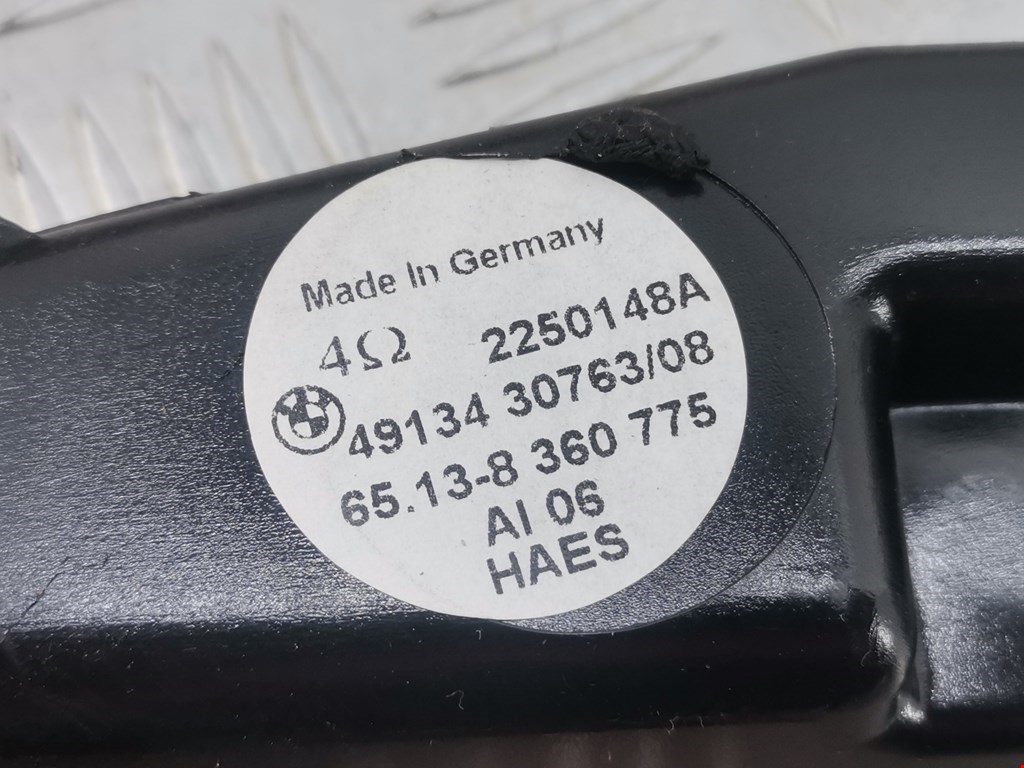 Made In Germany
4Ω 2250148A
49134 30763/08
65.13-8 360 775
AI 06
HAES